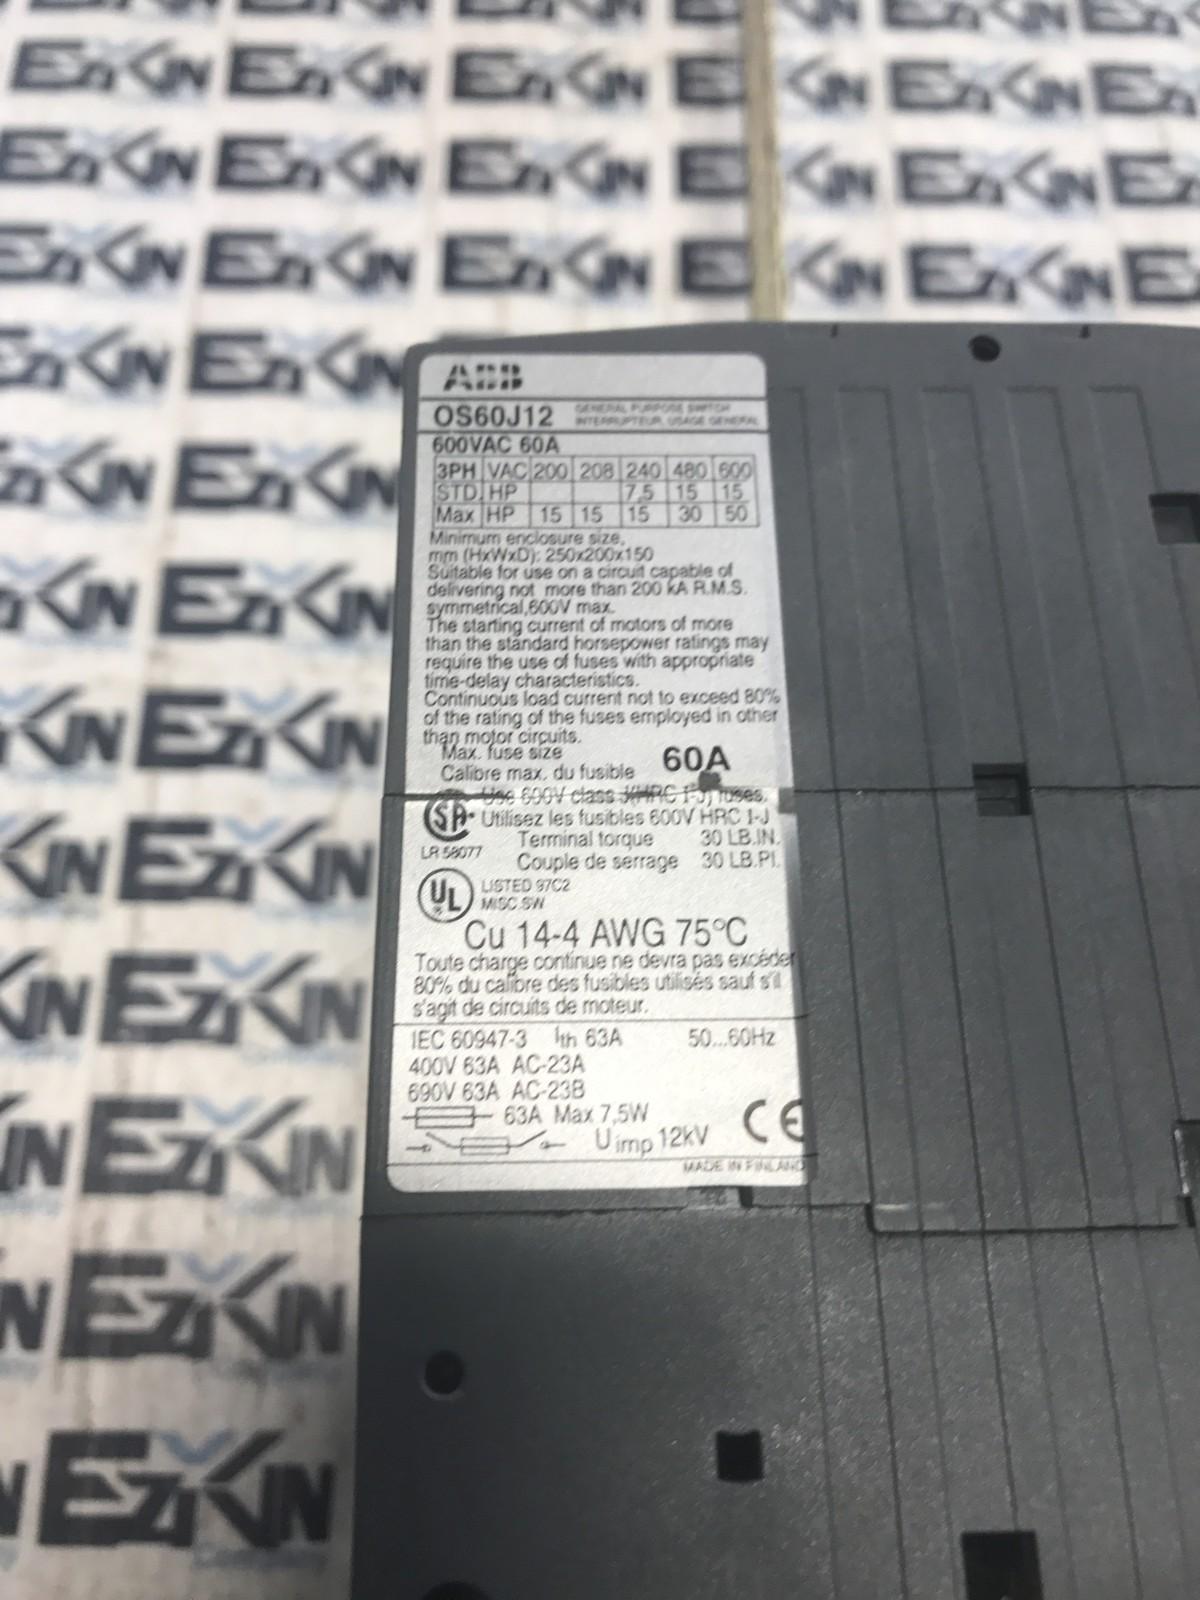 ABB
OS60J12 GENERAL PURPOSE SWITCH
INTERRUPTEUR, USAGE GENERAL
600VAC 60A
3PH VAC 200 208 240 480 600
STD. HP 7,5 15 15
Max HP 15 15 15 30 50
Minimum enclosure size,
mm (HxWxD): 250x200x150
Suitable for use on a circuit capable of
delivering not more than 200 kA R.M.S.
symmetrical,600V max.
The starting current of motors of more
than the standard horsepower ratings may
require the use of fuses with appropriate
time-delay characteristics.
Continuous load current not to exceed 80%
of the rating of the fuses employed in other
than motor circuits.
Max. fuse size
Calibre max. du fusible 60A
Use 600V class J(HRC I-J) fuses.
Utilisez les fusibles 600V HRC I-J
Terminal torque 30 LB.IN.
Couple de serrage 30 LB.PI.
LR 58077
UL LISTED 97C2
MISC.SW
Cu 14-4 AWG 75°C
Toute charge continue ne devra pas excéder
80% du calibre des fusibles utilisés sauf s'il
s'agit de circuits de moteur.
IEC 60947-3 Ith 63A 50...60Hz
400V 63A AC-23A
690V 63A AC-23B
63A Max 7,5W
Uimp 12kV
CE
MADE IN FINLAND